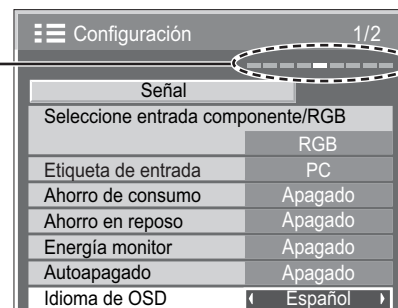 Configuración 1/2
Señal
Seleccione entrada componente/RGB
RGB
Etiqueta de entrada PC
Ahorro de consumo Apagado
Ahorro en reposo Apagado
Energía monitor Apagado
Autoapagado Apagado
Idioma de OSD Español